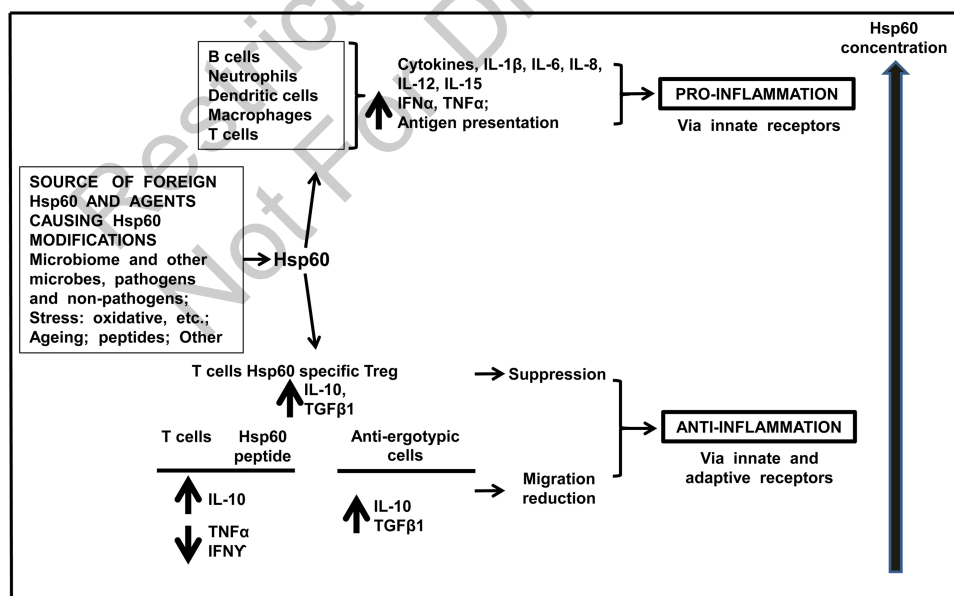 Restrict
Not For D
Hsp60
concentration
B cells
Neutrophils
Dendritic cells
Macrophages
T cells
Cytokines, IL-1β, IL-6, IL-8,
IL-12, IL-15
IFNα, TNFα;
Antigen presentation
PRO-INFLAMMATION
Via innate receptors
SOURCE OF FOREIGN
Hsp60 AND AGENTS
CAUSING Hsp60
MODIFICATIONS
Microbiome and other
microbes, pathogens
and non-pathogens;
Stress: oxidative, etc.;
Ageing; peptides; Other
Hsp60
T cells Hsp60 specific Treg
IL-10,
TGFβ1
Suppression
T cells
Hsp60
peptide
IL-10
TNFα
IFNϒ
Anti-ergotypic
cells
IL-10
TGFβ1
Migration
reduction
ANTI-INFLAMMATION
Via innate and
adaptive receptors